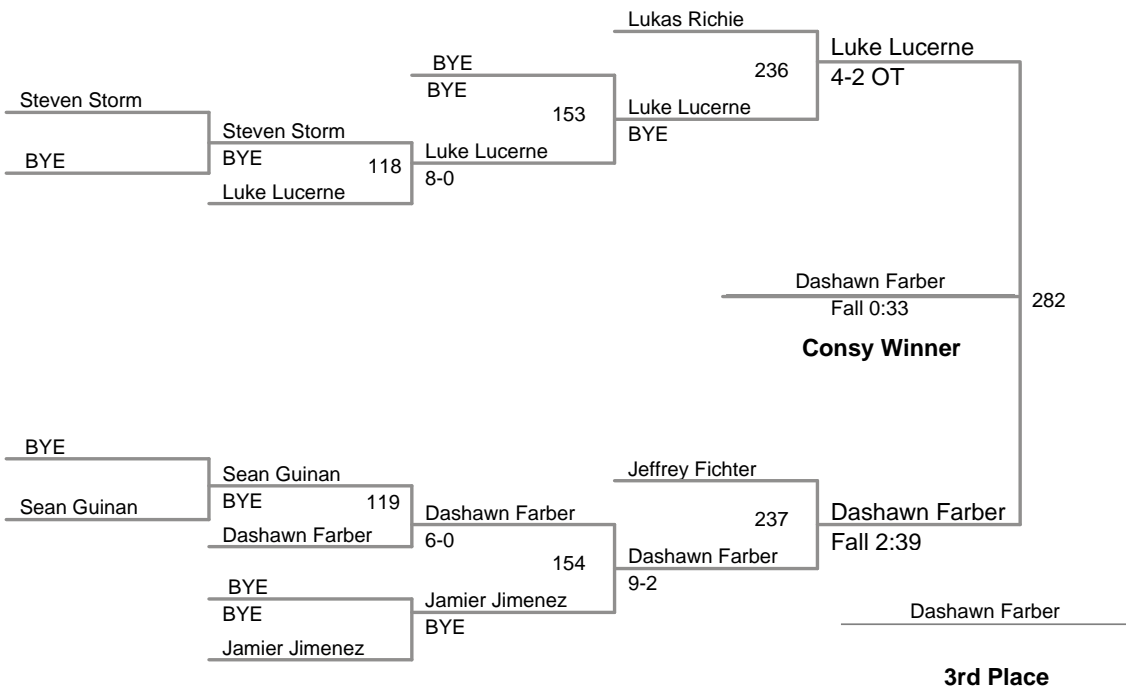 Lukas Richie
Luke Lucerne
236
4-2 OT
BYE
BYE
Steven Storm
153
Luke Lucerne
BYE
Steven Storm
BYE
BYE
118
Luke Lucerne
8-0
Luke Lucerne
Dashawn Farber
282
Fall 0:33
Consy Winner
BYE
Sean Guinan
Jeffrey Fichter
BYE
119
Sean Guinan
Dashawn Farber
237
Dashawn Farber
6-0
Fall 2:39
Dashawn Farber
154
Dashawn Farber
9-2
BYE
BYE
Jamier Jimenez
BYE
Jamier Jimenez
Dashawn Farber
3rd Place